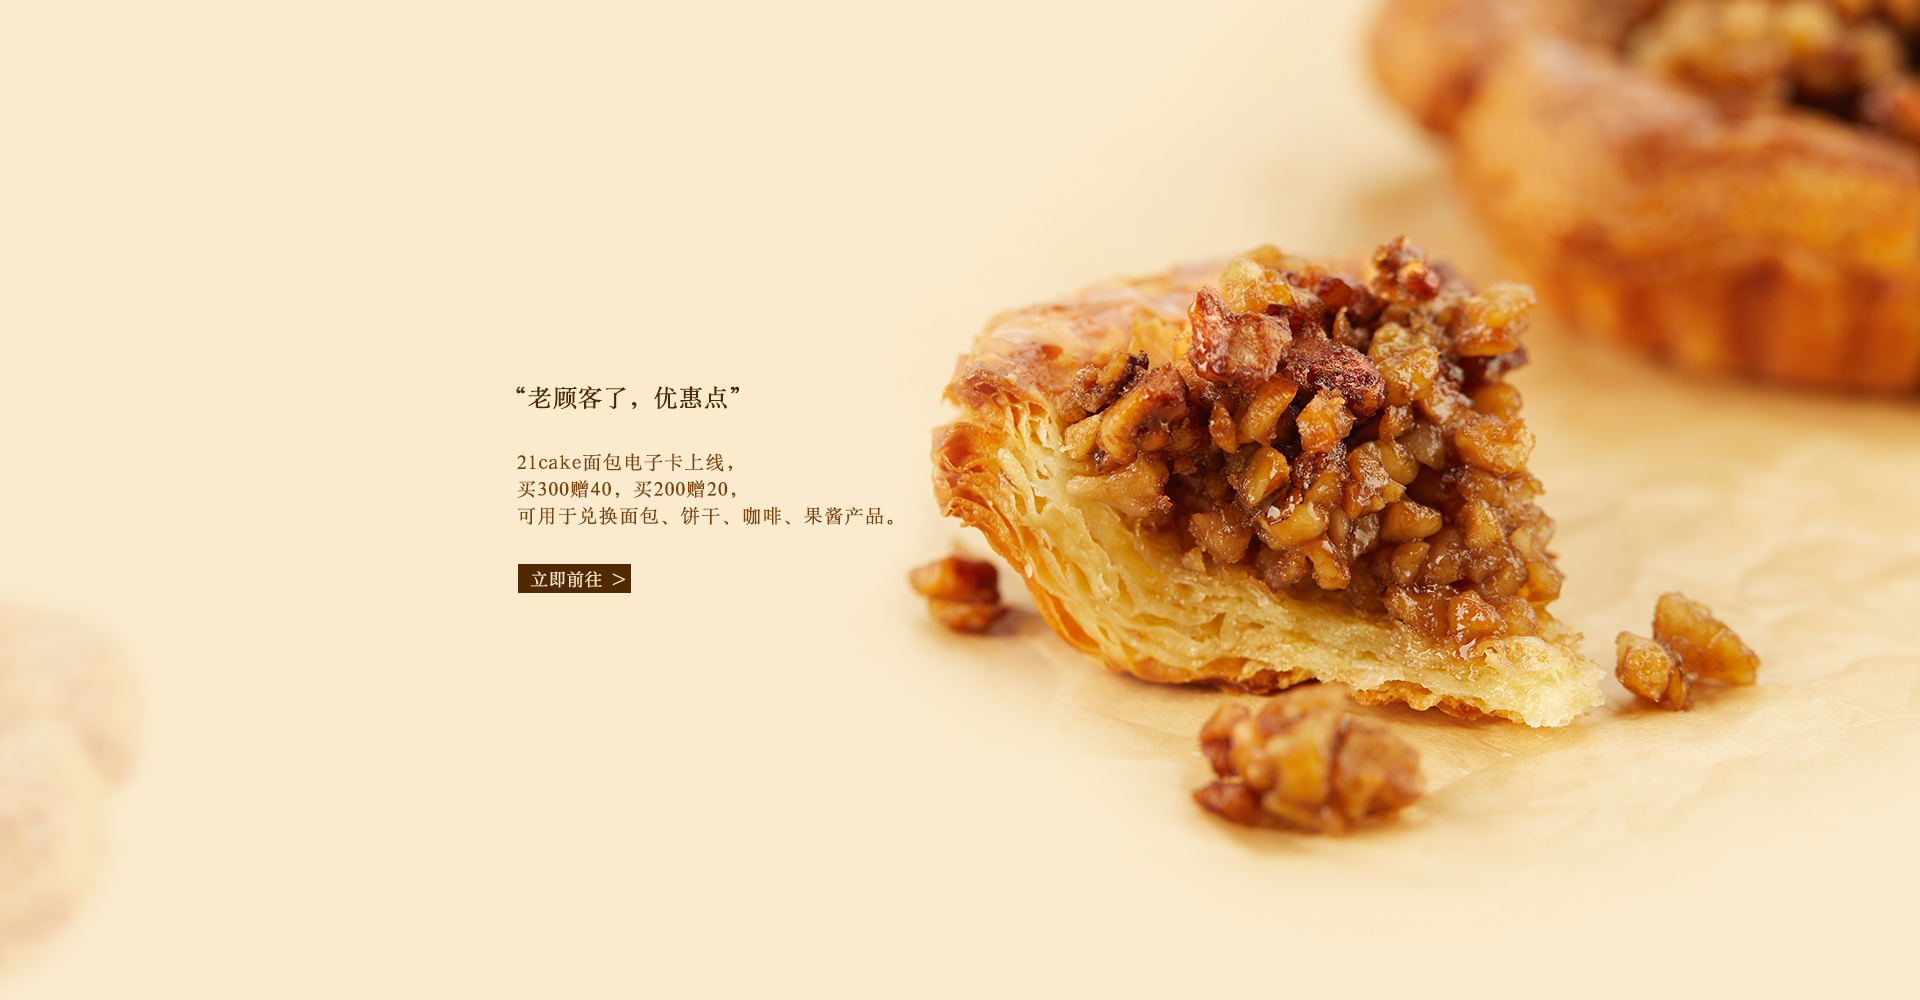 “老顾客了，优惠点”
21cake面包电子卡上线，
买300赠40，买200赠20，
可用于兑换面包、饼干、咖啡、果酱产品。
立即前往 >